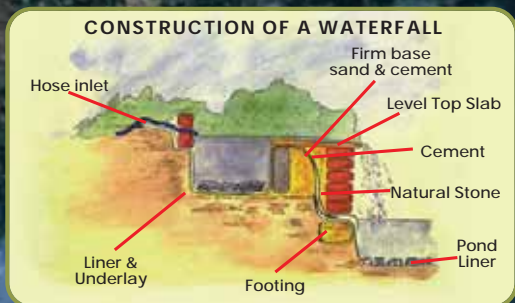 CONSTRUCTION OF A WATERFALL
Firm base
sand & cement
Hose inlet
Level Top Slab
Cement
Natural Stone
Liner &
Underlay
Footing
Pond
Liner